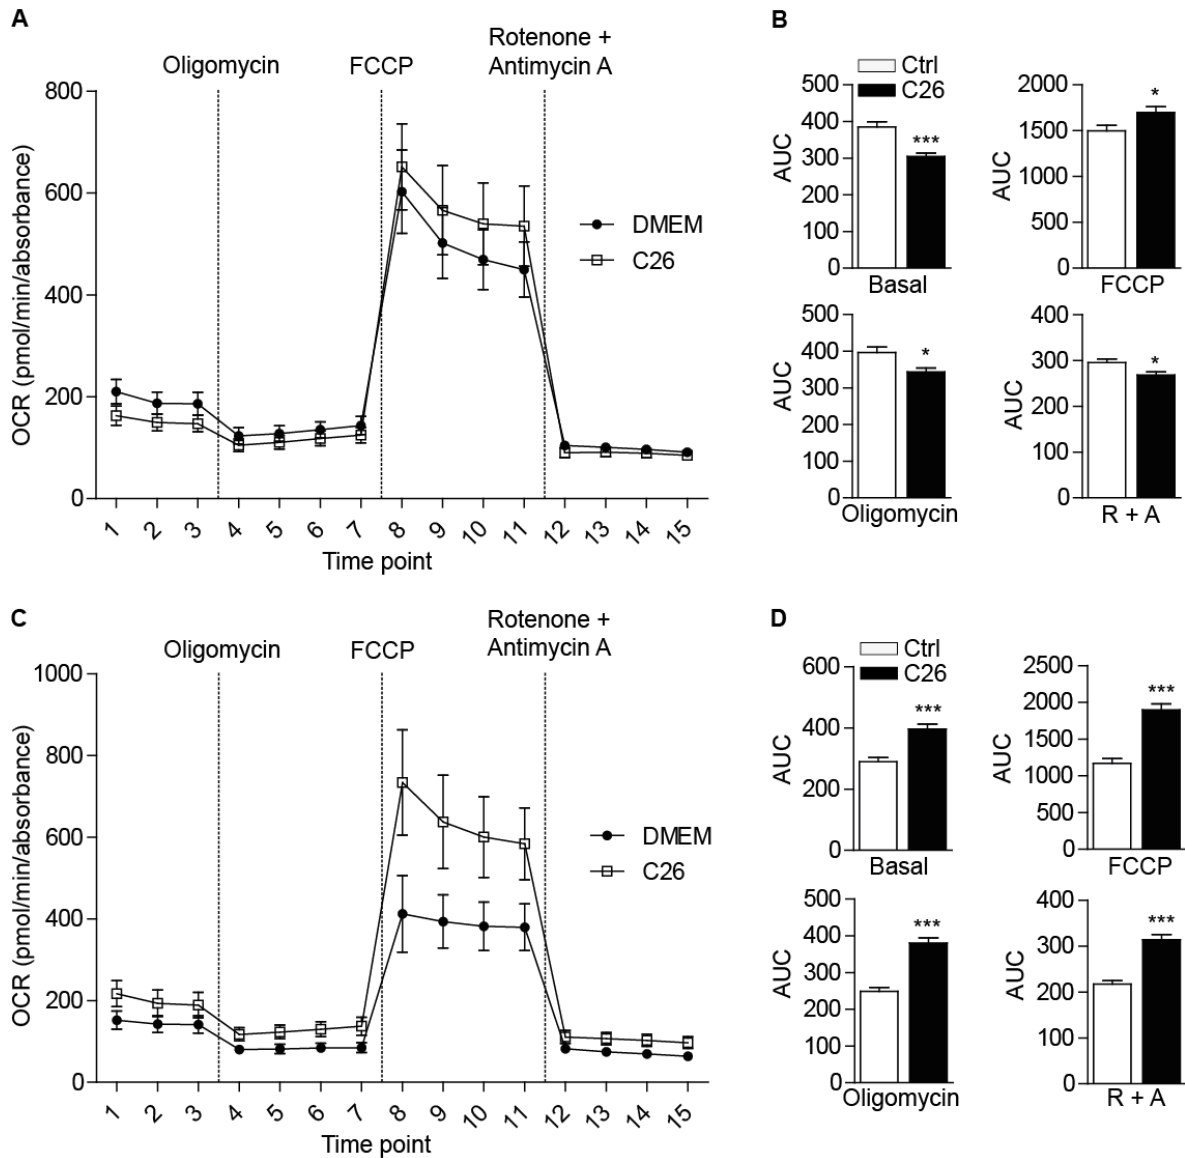 A
Oligomycin
FCCP
Rotenone +
Antimycin A
800
600
400
200
0
OCR (pmol/min/absorbance)
DMEM
C26
1 2 3 4 5 6 7 8 9 10 11 12 13 14 15
Time point
B
Ctrl
C26
500
400
300
200
100
0
AUC
***
Basal
2000
1500
1000
500
0
AUC
*
FCCP
500
400
300
200
100
0
AUC
*
Oligomycin
400
300
200
100
0
AUC
*
R + A
C
Oligomycin
FCCP
Rotenone +
Antimycin A
1000
800
600
400
200
0
OCR (pmol/min/absorbance)
DMEM
C26
1 2 3 4 5 6 7 8 9 10 11 12 13 14 15
Time point
D
Ctrl
C26
600
400
200
0
AUC
***
Basal
2500
2000
1500
1000
500
0
AUC
***
FCCP
500
400
300
200
100
0
AUC
***
Oligomycin
400
300
200
100
0
AUC
***
R + A